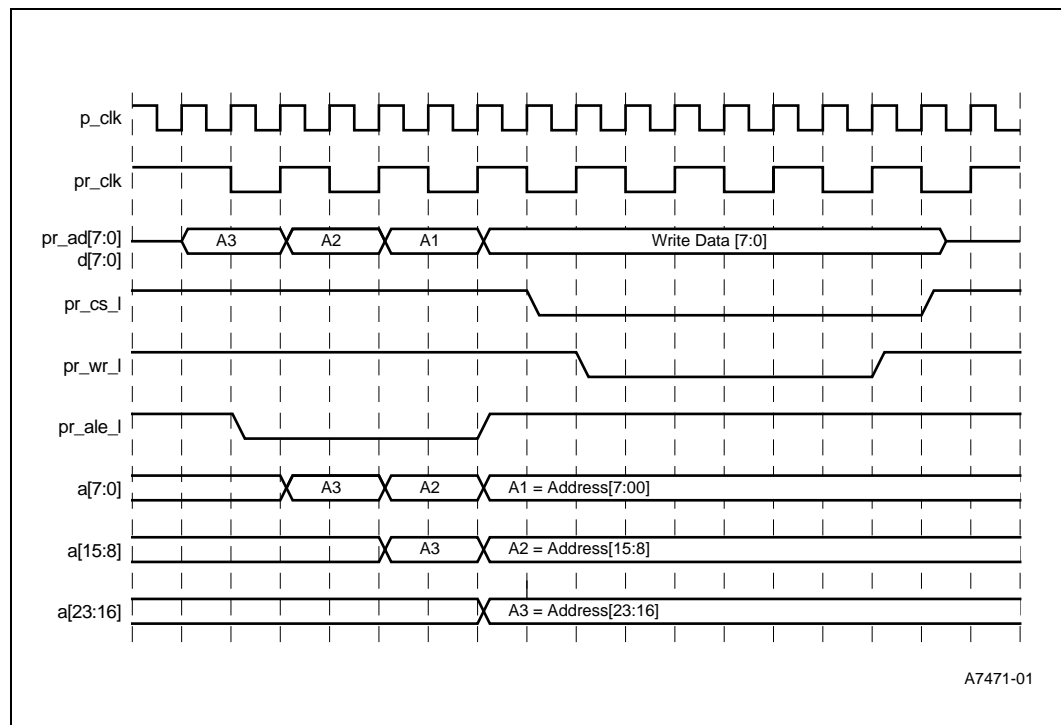 p_clk
pr_clk
pr_ad[7:0] A3 A2 A1 Write Data [7:0]
d[7:0]
pr_cs_l
pr_wr_l
pr_ale_l
a[7:0] A3 A2 A1 = Address[7:00]
a[15:8] A3 A2 = Address[15:8]
a[23:16] A3 = Address[23:16]
A7471-01